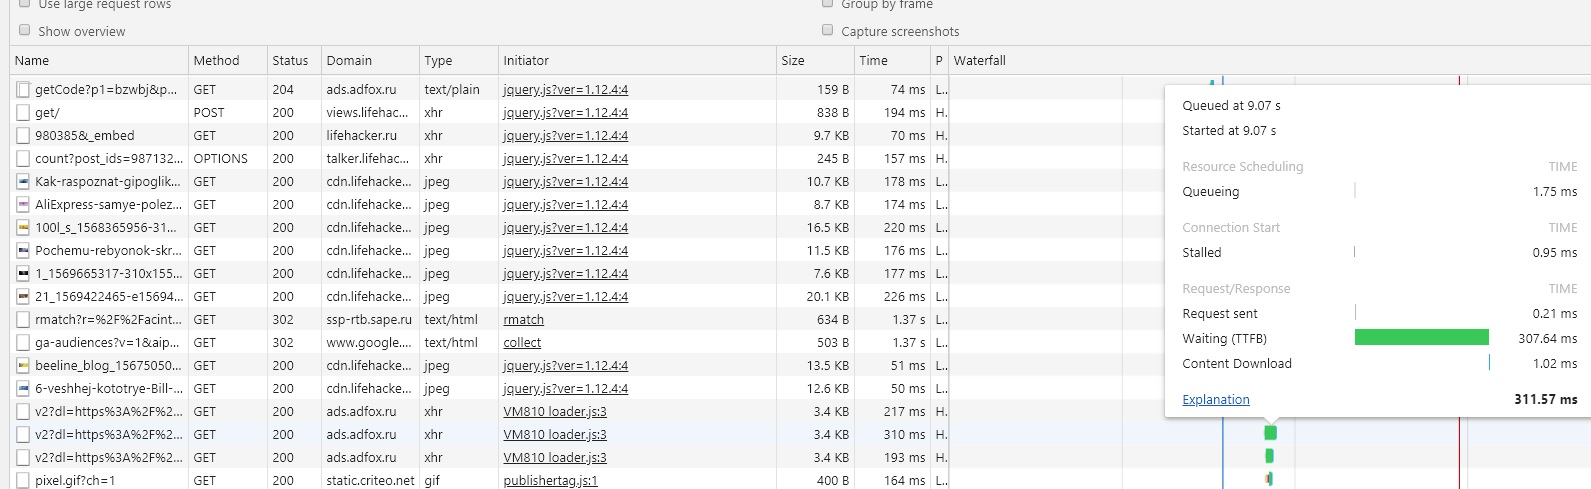 Use large request rows Group by frame
Show overview Capture screenshots
Name Method Status Domain Type Initiator Size Time P Waterfall
getCode?p1=bzwbj&p... GET 204 ads.adfox.ru text/plain jquery.js?ver=1.12.4:4 159 B 74 ms L..
get/ POST 200 views.lifehac... xhr jquery.js?ver=1.12.4:4 838 B 194 ms H.
980385&_embed GET 200 lifehacker.ru xhr jquery.js?ver=1.12.4:4 9.7 KB 70 ms H.
count?post_ids=987132... OPTIONS 200 talker.lifehac... xhr jquery.js?ver=1.12.4:4 245 B 157 ms H.
Kak-raspoznat-gipoglik... GET 200 cdn.lifehacke... jpeg jquery.js?ver=1.12.4:4 10.7 KB 178 ms L..
AliExpress-samye-polez... GET 200 cdn.lifehacke... jpeg jquery.js?ver=1.12.4:4 8.7 KB 174 ms L..
100l_s_1568365956-31... GET 200 cdn.lifehacke... jpeg jquery.js?ver=1.12.4:4 16.5 KB 220 ms L..
Pochemu-rebyonok-skr... GET 200 cdn.lifehacke... jpeg jquery.js?ver=1.12.4:4 11.5 KB 176 ms L..
1_1569665317-310x155... GET 200 cdn.lifehacke... jpeg jquery.js?ver=1.12.4:4 7.6 KB 177 ms L..
21_1569422465-e15694... GET 200 cdn.lifehacke... jpeg jquery.js?ver=1.12.4:4 20.1 KB 226 ms L..
rmatch?r=%2F%2Facint... GET 302 ssp-rtb.sape.ru text/html rmatch 634 B 1.37 s L..
ga-audiences?v=1&aip... GET 302 www.google.... text/html collect 503 B 1.37 s L..
beeline_blog_15675050... GET 200 cdn.lifehacke... jpeg jquery.js?ver=1.12.4:4 13.5 KB 51 ms L..
6-veshhej-kototrye-Bill-... GET 200 cdn.lifehacke... jpeg jquery.js?ver=1.12.4:4 12.6 KB 50 ms L..
v2?dl=https%3A%2F%2... GET 200 ads.adfox.ru xhr VM810 loader.js:3 3.4 KB 217 ms H.
v2?dl=https%3A%2F%2... GET 200 ads.adfox.ru xhr VM810 loader.js:3 3.4 KB 310 ms H.
v2?dl=https%3A%2F%2... GET 200 ads.adfox.ru xhr VM810 loader.js:3 3.4 KB 193 ms H.
pixel.gif?ch=1 GET 200 static.criteo.net gif publishertag.js:1 400 B 164 ms L..
Queued at 9.07 s
Started at 9.07 s
Resource Scheduling TIME
Queueing 1.75 ms
Connection Start TIME
Stalled 0.95 ms
Request/Response TIME
Request sent 0.21 ms
Waiting (TTFB) 307.64 ms
Content Download 1.02 ms
Explanation 311.57 ms